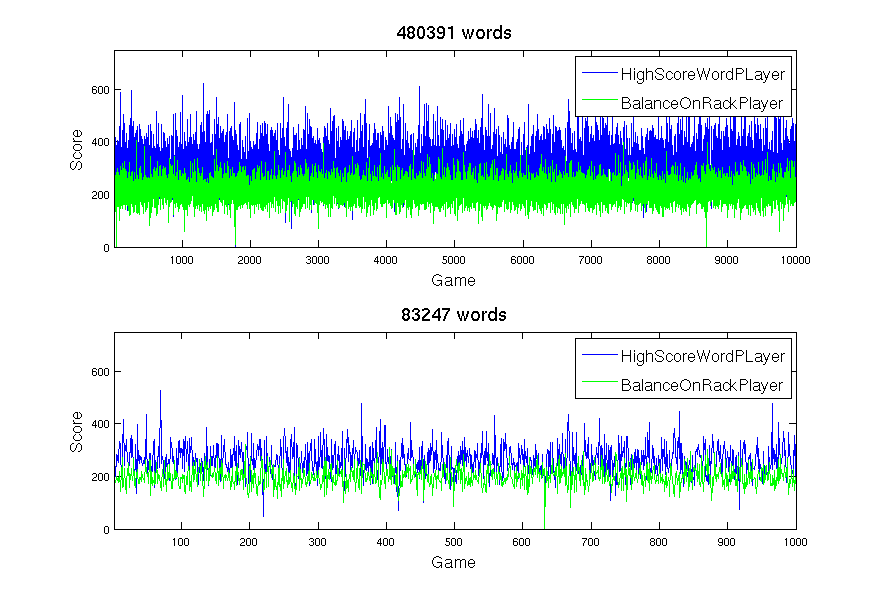 480391 words
HighScoreWordPLayer
BalanceOnRackPlayer
Score
600
400
200
0
1000 2000 3000 4000 5000 6000 7000 8000 9000 10000
Game
83247 words
HighScoreWordPLayer
BalanceOnRackPlayer
Score
600
400
200
0
100 200 300 400 500 600 700 800 900 1000
Game